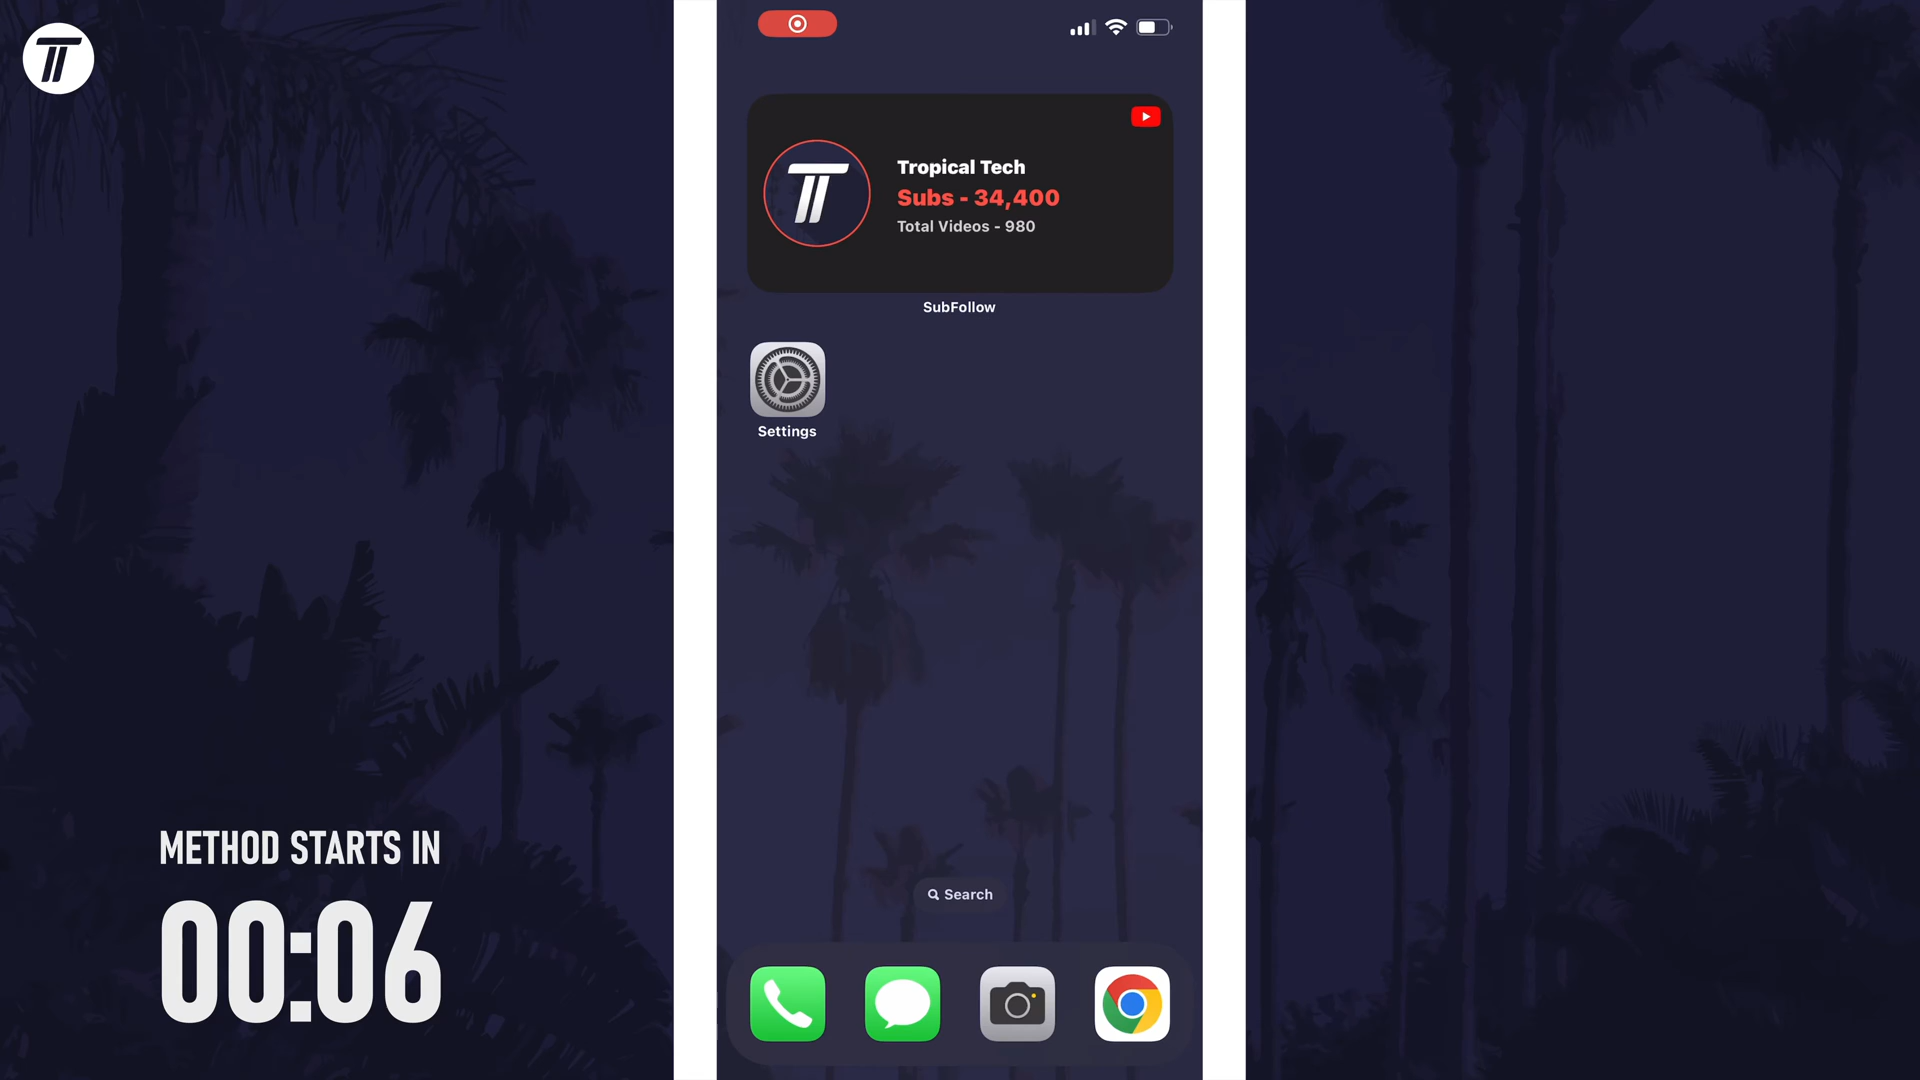 Tropical Tech
Subs - 34,400
Total Videos - 980
SubFollow
Settings
Search
METHOD STARTS IN
00:06